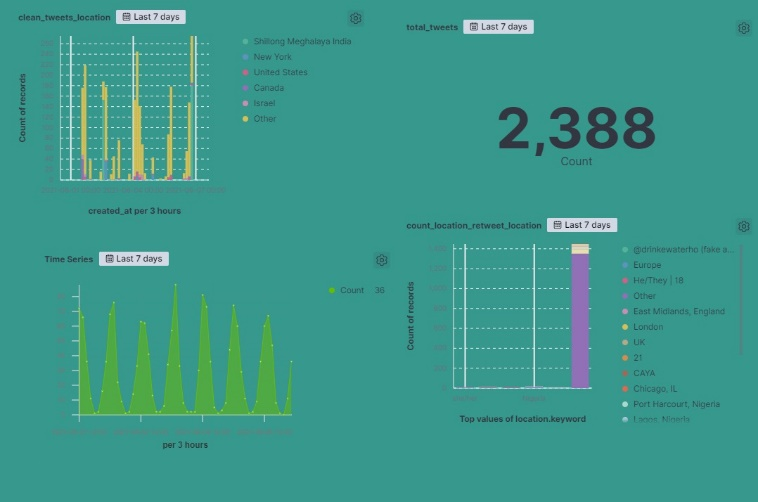 clean_tweets_location Last 7 days
Count of records
created_at per 3 hours
Shillong Meghalaya India
New York
United States
Canada
Israel
Other
total_tweets Last 7 days
2,388
Count
Time Series Last 7 days
per 3 hours
Count 36
count_location_retweet_location Last 7 days
Count of records
Top values of location.keyword
@drinkewaterho (fake a...
Europe
He/They | 18
Other
East Midlands, England
London
UK
21
CAYA
Chicago, IL
Port Harcourt, Nigeria
Lagos, Nigeria